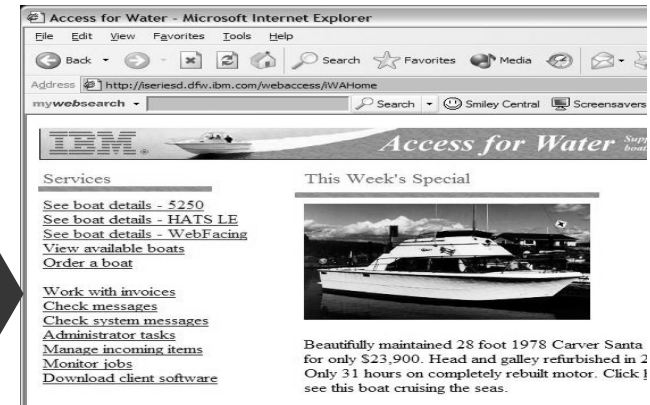 Access for Water - Microsoft Internet Explorer
File Edit View Favorites Tools Help
Back Search Favorites Media
Address http://iseriesd.dfw.ibm.com/webaccess/iWAHome
mywebsearch Search Smiley Central Screensavers
IBM® Access for Water
Services
See boat details - 5250
See boat details - HATS LE
See boat details - WebFacing
View available boats
Order a boat
Work with invoices
Check messages
Check system messages
Administrator tasks
Manage incoming items
Monitor jobs
Download client software
This Week's Special
Beautifully maintained 28 foot 1978 Carver Santa
for only $23,900. Head and galley refurbished in 2
Only 31 hours on completely rebuilt motor. Click
see this boat cruising the seas.